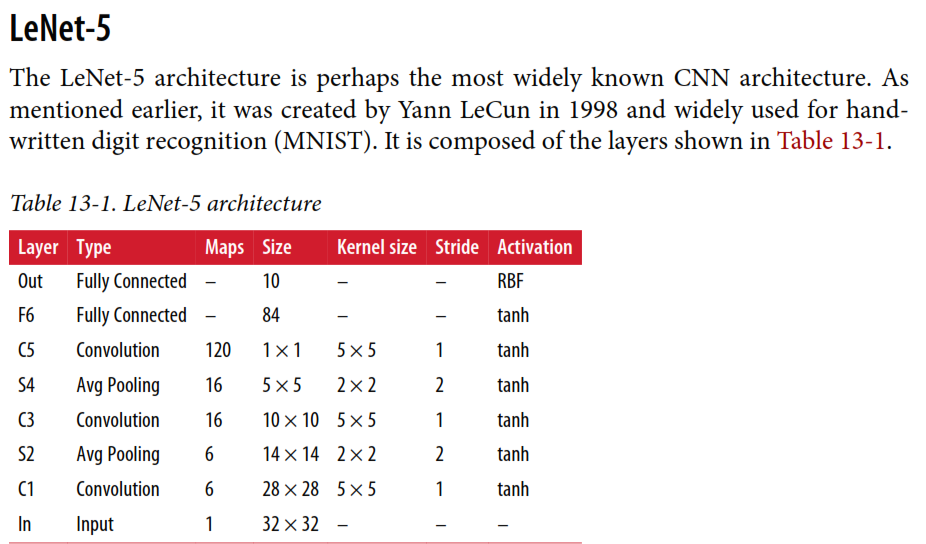 LeNet-5
The LeNet-5 architecture is perhaps the most widely known CNN architecture. As
mentioned earlier, it was created by Yann LeCun in 1998 and widely used for hand-
written digit recognition (MNIST). It is composed of the layers shown in Table 13-1.
Table 13-1. LeNet-5 architecture
Layer Type Maps Size Kernel size Stride Activation
Out Fully Connected – 10 – – RBF
F6 Fully Connected – 84 – – tanh
C5 Convolution 120 1 × 1 5 × 5 1 tanh
S4 Avg Pooling 16 5 × 5 2 × 2 2 tanh
C3 Convolution 16 10 × 10 5 × 5 1 tanh
S2 Avg Pooling 6 14 × 14 2 × 2 2 tanh
C1 Convolution 6 28 × 28 5 × 5 1 tanh
In Input 1 32 × 32 – – –